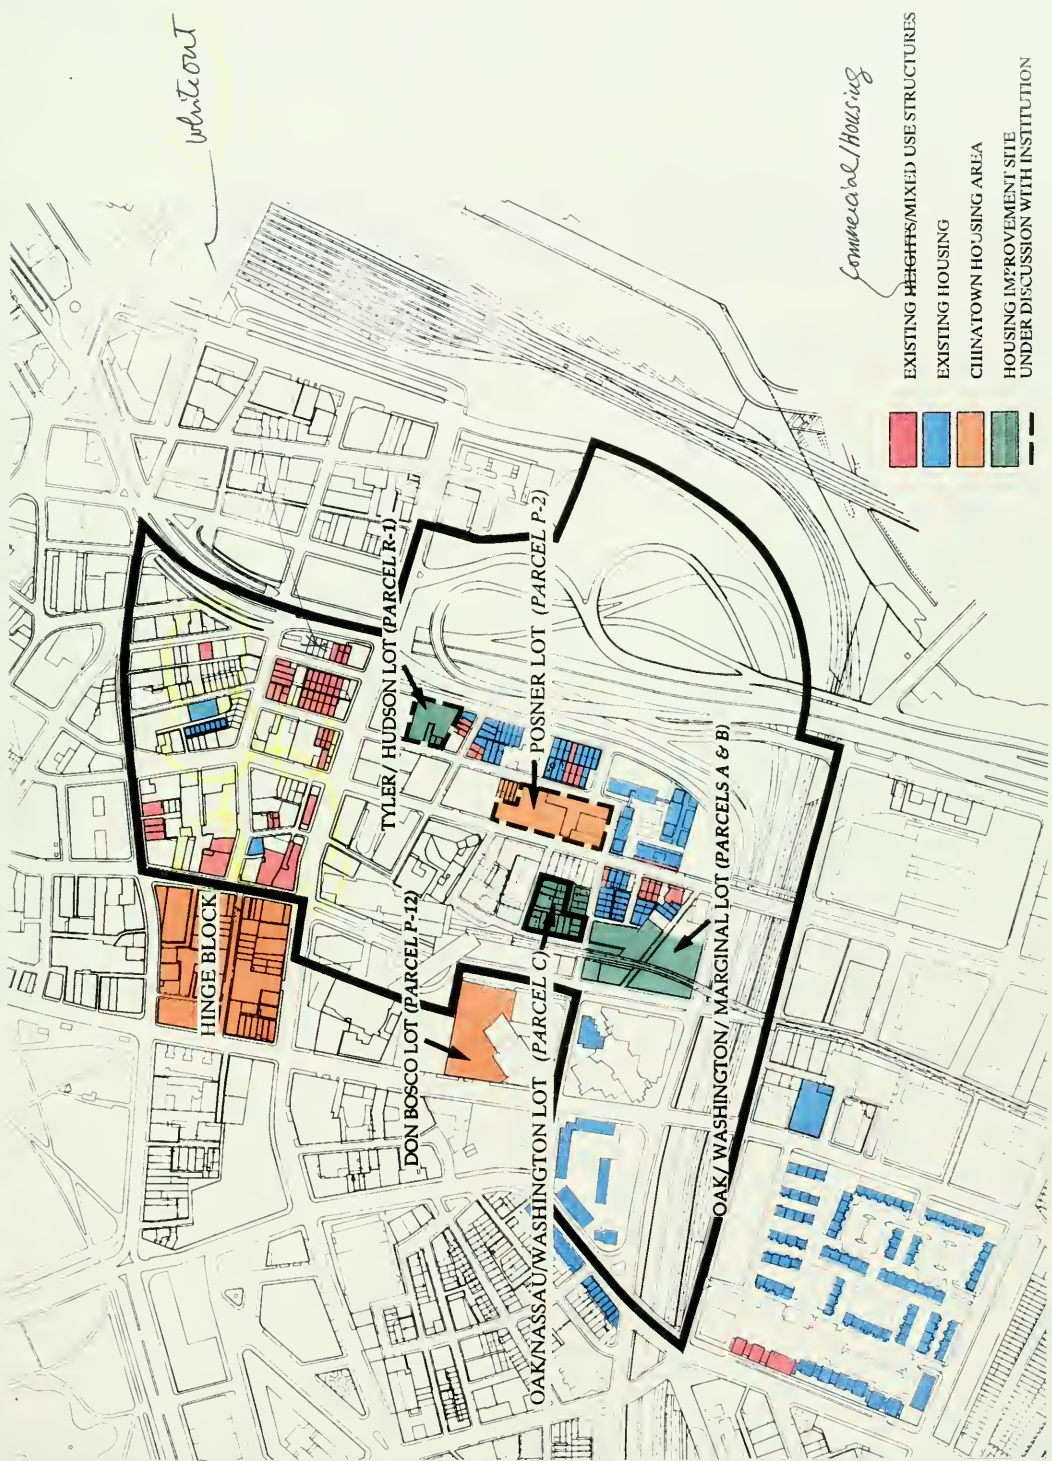 Whiteout
Commercial/Housing
EXISTING HEIGHTS/MIXED USE STRUCTURES
EXISTING HOUSING
CHINATOWN HOUSING AREA
HOUSING IMPROVEMENT SITE
UNDER DISCUSSION WITH INSTITUTION
HINGE BLOCK
TYLER/ HUDSON LOT (PARCEL R-1)
DON BOSCO LOT (PARCEL P-12)
POSNER LOT (PARCEL P-2)
OAK/NASSAU/WASHINGTON LOT (PARCEL C)
OAK/ WASHINGTON/ MARGINAL LOT (PARCELS A & B)